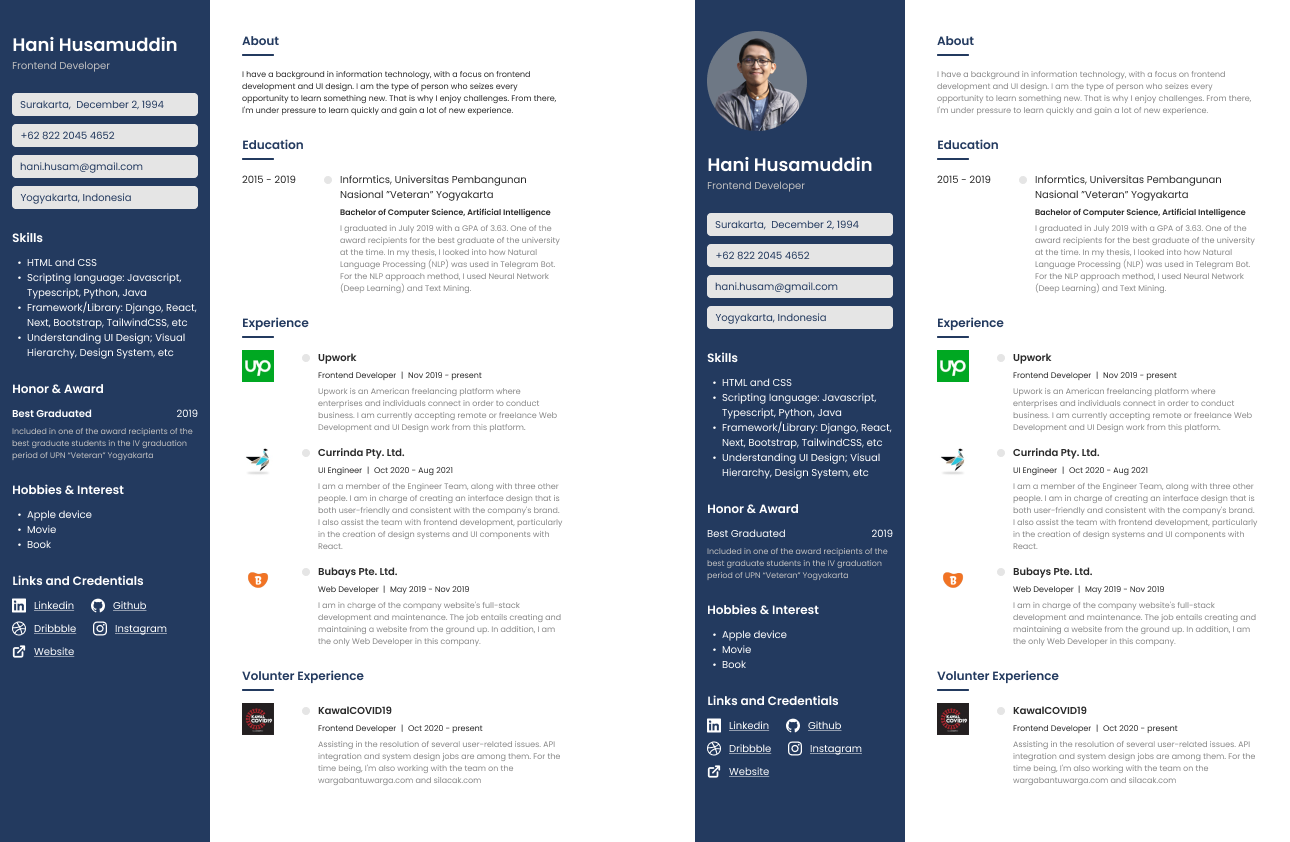 Hani Husamuddin
Frontend Developer
Surakarta,  December 2, 1994
+62 822 2045 4652
hani.husam@gmail.com
Yogyakarta, Indonesia
Skills
• HTML and CSS
• Scripting language: Javascript,
Typescript, Python, Java
• Framework/Library: Django, React,
Next, Bootstrap, TailwindCSS, etc
• Understanding UI Design; Visual
Hierarchy, Design System, etc
Honor & Award
Best Graduated 2019
Included in one of the award recipients of the
best graduate students in the IV graduation
period of UPN "Veteran" Yogyakarta
Hobbies & Interest
• Apple device
• Movie
• Book
Links and Credentials
Linkedin Github
Dribbble Instagram
Website
About
I have a background in information technology, with a focus on frontend
development and UI design. I am the type of person who seizes every
opportunity to learn something new. That is why I enjoy challenges. From there,
I'm under pressure to learn quickly and gain a lot of new experience.
Education
2015 - 2019
Informtics, Universitas Pembangunan
Nasional "Veteran" Yogyakarta
Bachelor of Computer Science, Artificial Intelligence
I graduated in July 2019 with a GPA of 3.63. One of the
award recipients for the best graduate of the university
at the time. In my thesis, I looked into how Natural
Language Processing (NLP) was used in Telegram Bot.
For the NLP approach method, I used Neural Network
(Deep Learning) and Text Mining.
Experience
up
Upwork
Frontend Developer | Nov 2019 - present
Upwork is an American freelancing platform where
enterprises and individuals connect in order to conduct
business. I am currently accepting remote or freelance Web
Development and UI Design work from this platform.
Currinda Pty. Ltd.
UI Engineer | Oct 2020 - Aug 2021
I am a member of the Engineer Team, along with three other
people. I am in charge of creating an interface design that is
both user-friendly and consistent with the company's brand.
I also assist the team with frontend development, particularly
in the creation of design systems and UI components with
React.
B
Bubays Pte. Ltd.
Web Developer | May 2019 - Nov 2019
I am in charge of the company website's full-stack
development and maintenance. The job entails creating and
maintaining a website from the ground up. In addition, I am
the only Web Developer in this company.
Volunter Experience
KAWAL
COVID19
KawalCOVID19
Frontend Developer | Oct 2020 - present
Assisting in the resolution of several user-related issues. API
integration and system design jobs are among them. For the
time being, I'm also working with the team on the
wargabantuwarga.com and silacak.com
Hani Husamuddin
Frontend Developer
Surakarta,  December 2, 1994
+62 822 2045 4652
hani.husam@gmail.com
Yogyakarta, Indonesia
Skills
• HTML and CSS
• Scripting language: Javascript,
Typescript, Python, Java
• Framework/Library: Django, React,
Next, Bootstrap, TailwindCSS, etc
• Understanding UI Design; Visual
Hierarchy, Design System, etc
Honor & Award
Best Graduated 2019
Included in one of the award recipients of the
best graduate students in the IV graduation
period of UPN "Veteran" Yogyakarta
Hobbies & Interest
• Apple device
• Movie
• Book
Links and Credentials
Linkedin Github
Dribbble Instagram
Website
About
I have a background in information technology, with a focus on frontend
development and UI design. I am the type of person who seizes every
opportunity to learn something new. That is why I enjoy challenges. From there,
I'm under pressure to learn quickly and gain a lot of new experience.
Education
2015 - 2019
Informtics, Universitas Pembangunan
Nasional "Veteran" Yogyakarta
Bachelor of Computer Science, Artificial Intelligence
I graduated in July 2019 with a GPA of 3.63. One of the
award recipients for the best graduate of the university
at the time. In my thesis, I looked into how Natural
Language Processing (NLP) was used in Telegram Bot.
For the NLP approach method, I used Neural Network
(Deep Learning) and Text Mining.
Experience
up
Upwork
Frontend Developer | Nov 2019 - present
Upwork is an American freelancing platform where
enterprises and individuals connect in order to conduct
business. I am currently accepting remote or freelance Web
Development and UI Design work from this platform.
Currinda Pty. Ltd.
UI Engineer | Oct 2020 - Aug 2021
I am a member of the Engineer Team, along with three other
people. I am in charge of creating an interface design that is
both user-friendly and consistent with the company's brand.
I also assist the team with frontend development, particularly
in the creation of design systems and UI components with
React.
B
Bubays Pte. Ltd.
Web Developer | May 2019 - Nov 2019
I am in charge of the company website's full-stack
development and maintenance. The job entails creating and
maintaining a website from the ground up. In addition, I am
the only Web Developer in this company.
Volunter Experience
KAWAL
COVID19
KawalCOVID19
Frontend Developer | Oct 2020 - present
Assisting in the resolution of several user-related issues. API
integration and system design jobs are among them. For the
time being, I'm also working with the team on the
wargabantuwarga.com and silacak.com